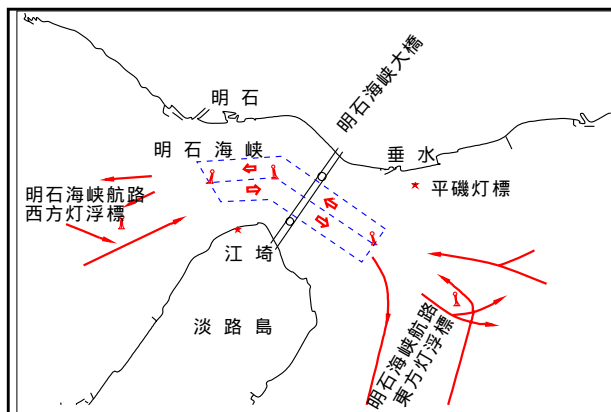 明石
明石海峡大橋
明石海峡
垂水
平磯灯標
明石海峡航路
西方灯浮標
江埼
淡路島
明石海峡航路
東方灯浮標